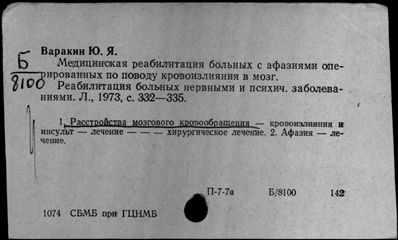 Варакин Ю. Я.
Б
8100
Медицинская реабилитация больных с афазиями опе-
рированных по поводу кровоизлияния в мозг.
Реабилитация больных нервными и психич. заболева-
ниями. Л., 1973, с. 332—335.
1. Расстройства мозгового кровообращения — кровоизлияния и
инсульт — лечение — — — хирургическое лечение. 2. Афазия — ле-
чение.
П-7-7а Б/8100 142
1074 СБМБ при ГЦНМБ